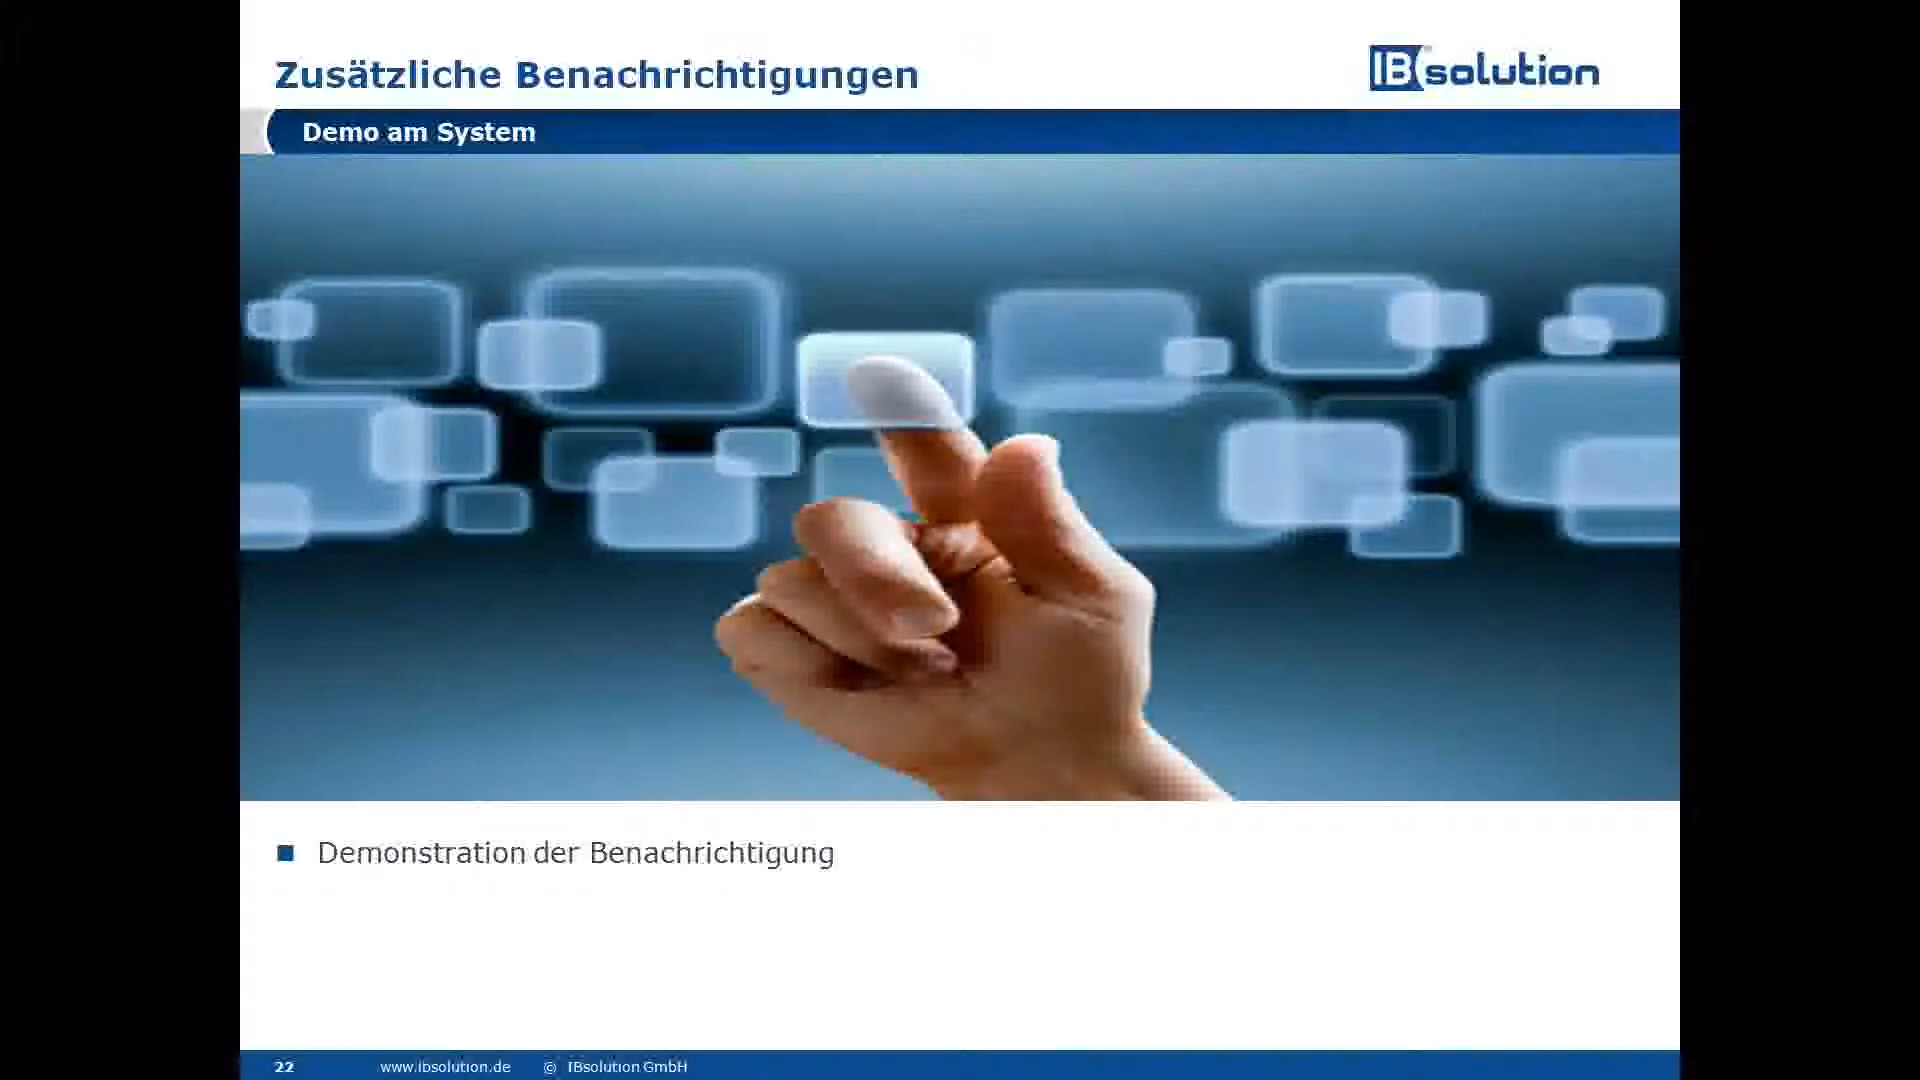 Zusätzliche Benachrichtigungen
IBsolution
Demo am System
■ Demonstration der Benachrichtigung
22 www.ibsolution.de © IBsolution GmbH